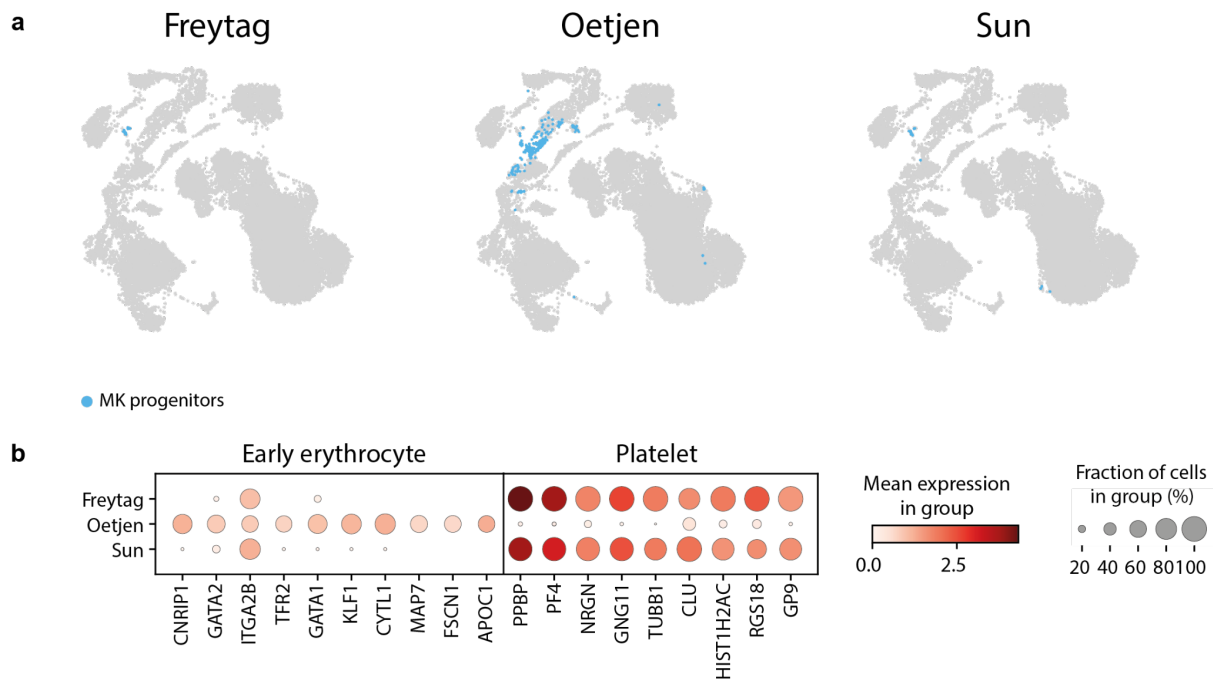 a
Freytag
Oetjen
Sun
MK progenitors
b
Early erythrocyte
Platelet
Freytag
Oetjen
Sun
CNRIP1
GATA2
ITGA2B
TFR2
GATA1
KLF1
CYTL1
MAP7
FSCN1
APOC1
PPBP
PF4
NRGN
GNG11
TUBB1
CLU
HIST1H2AC
RGS18
GP9
Mean expression
in group
0.0 2.5
Fraction of cells
in group (%)
20 40 60 80 100